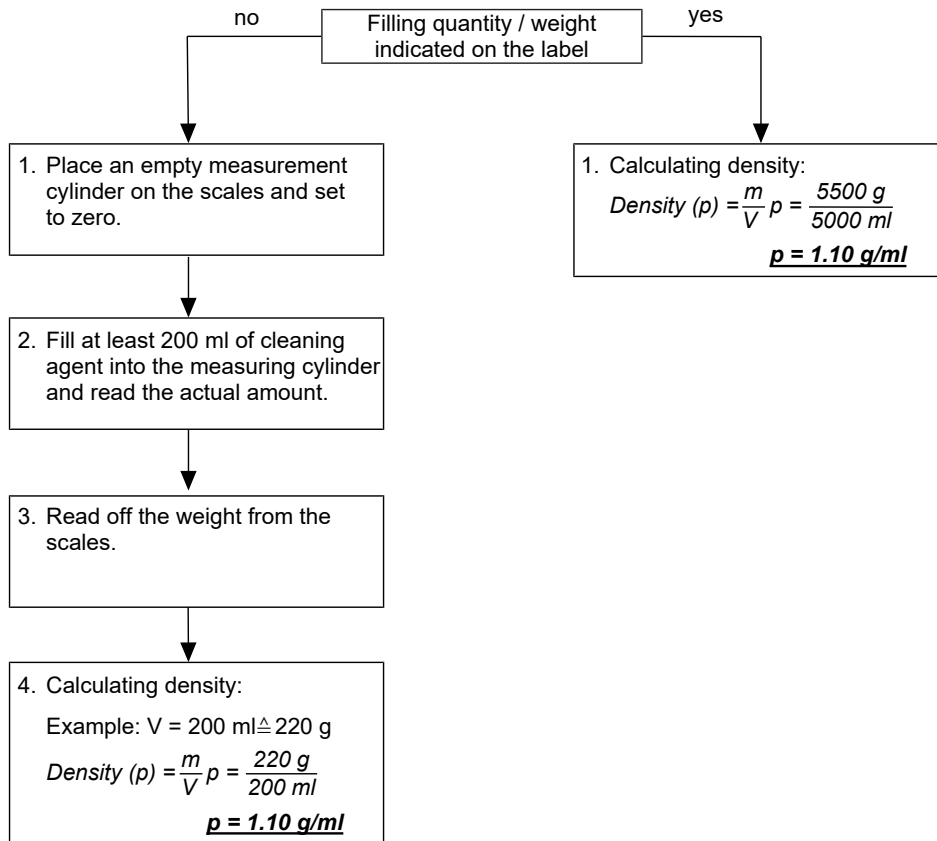 no
Filling quantity / weight
indicated on the label
yes
1. Place an empty measurement
cylinder on the scales and set
to zero.
2. Fill at least 200 ml of cleaning
agent into the measuring cylinder
and read the actual amount.
3. Read off the weight from the
scales.
4. Calculating density:
Example: V = 200 ml ≙ 220 g
Density (p) = m/V p = 220 g/200 ml
p = 1.10 g/ml
1. Calculating density:
Density (p) = m/V p = 5500 g/5000 ml
p = 1.10 g/ml